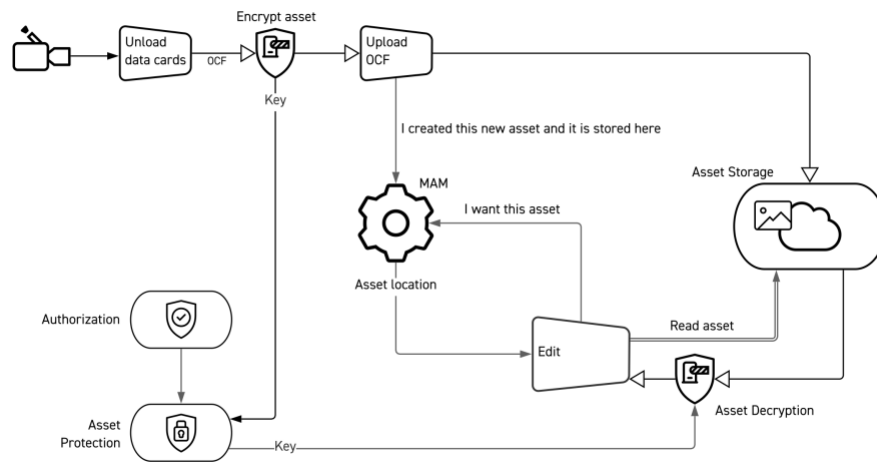 Encrypt asset
Unload
data cards
OCF
Upload
OCF
Key
I created this new asset and it is stored here
MAM
Asset Storage
I want this asset
Asset location
Authorization
Edit
Read asset
Asset
Protection
Key
Asset Decryption